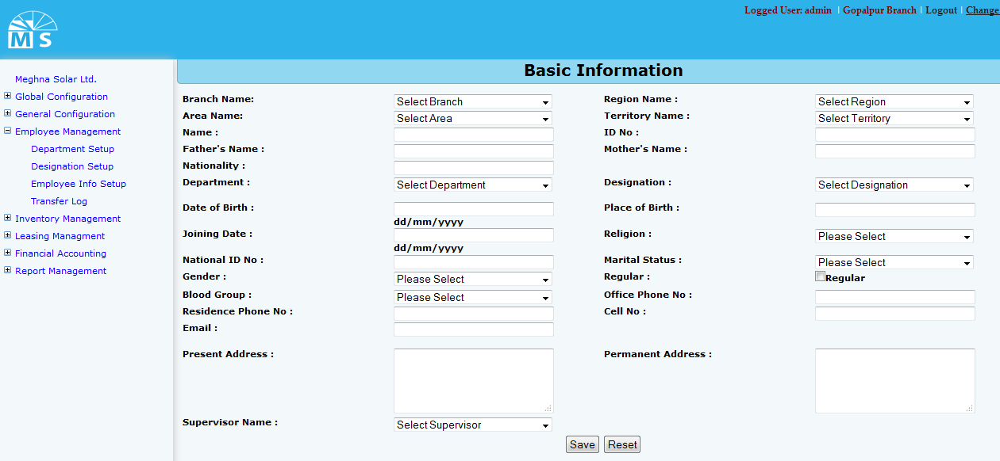 Logged User: admin | Gopalpur Branch | Logout | Change
MS
Basic Information
Meghna Solar Ltd.
Global Configuration
General Configuration
Employee Management
Department Setup
Designation Setup
Employee Info Setup
Transfer Log
Inventory Management
Leasing Managment
Financial Accounting
Report Management
Branch Name: Select Branch Region Name : Select Region
Area Name: Select Area Territory Name : Select Territory
Name : ID No :
Father's Name : Mother's Name :
Nationality :
Department : Select Department Designation : Select Designation
Date of Birth : Place of Birth :
dd/mm/yyyy
Joining Date : Religion : Please Select
dd/mm/yyyy
National ID No : Marital Status : Please Select
Gender : Please Select Regular : Regular
Blood Group : Please Select Office Phone No :
Residence Phone No : Cell No :
Email :
Present Address : Permanent Address :
Supervisor Name : Select Supervisor
Save Reset